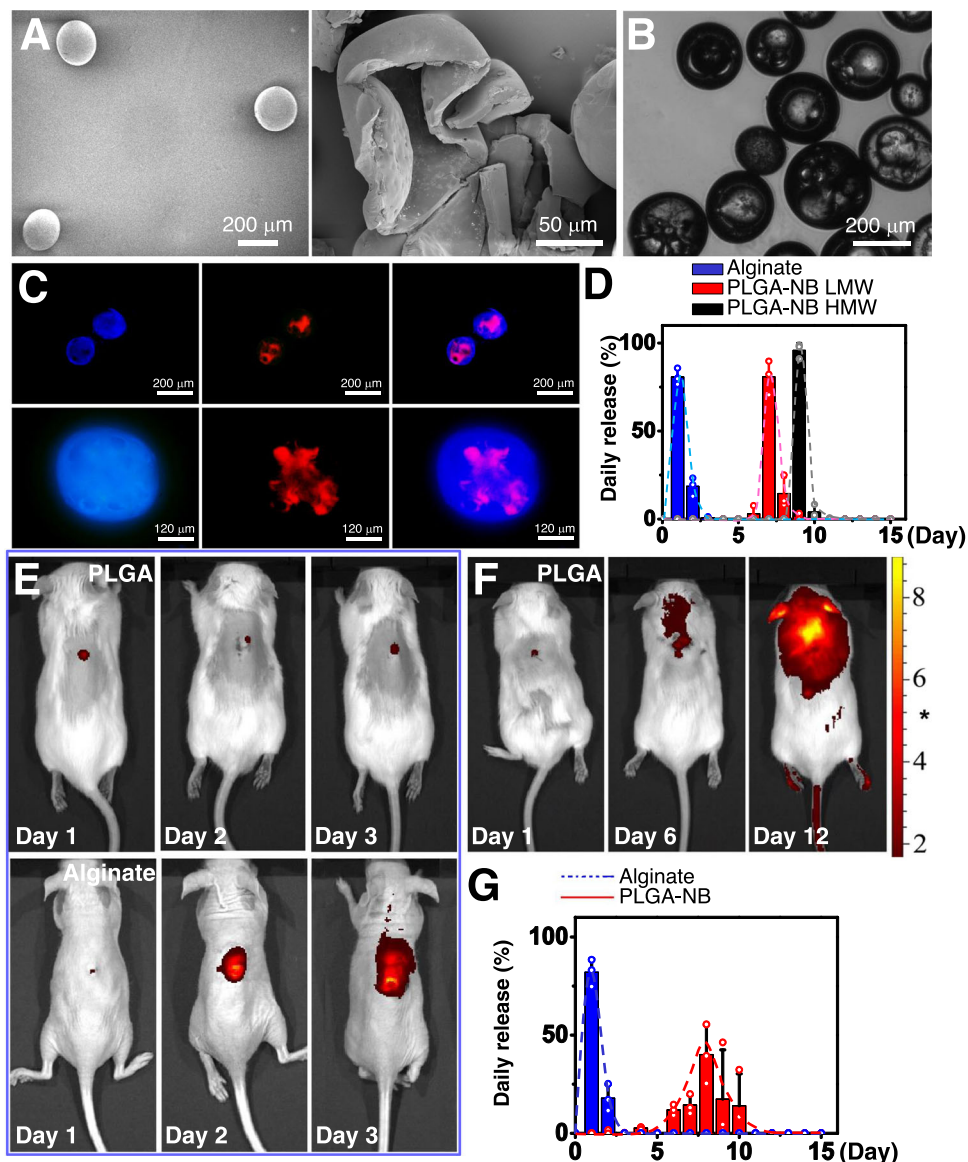 A
200 μm
50 μm
B
200 μm
C
200 μm
200 μm
200 μm
120 μm
120 μm
120 μm
D
Alginate
PLGA-NB LMW
PLGA-NB HMW
Daily release (%)
100
50
0
0
5
10
15
(Day)
E
PLGA
Day 1
Day 2
Day 3
Alginate
Day 1
Day 2
Day 3
F
PLGA
Day 1
Day 6
Day 12
8
6
*
4
2
G
Alginate
PLGA-NB
Daily release (%)
100
50
0
0
5
10
15
(Day)